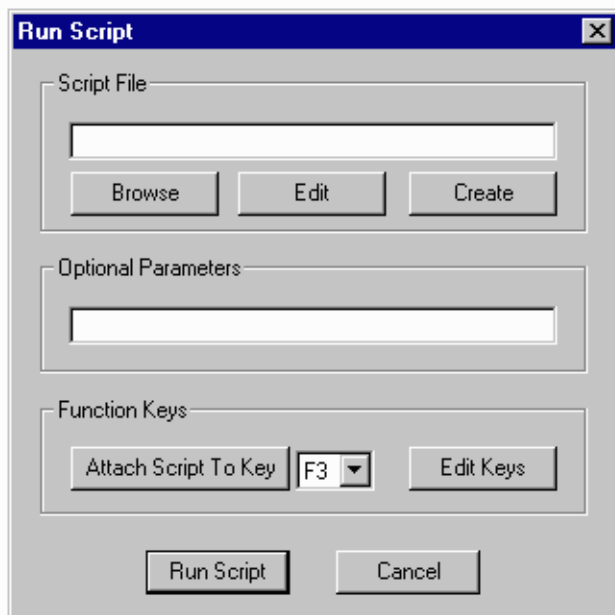 Run Script
Script File
Browse Edit Create
Optional Parameters
Function Keys
Attach Script To Key F3 Edit Keys
Run Script Cancel